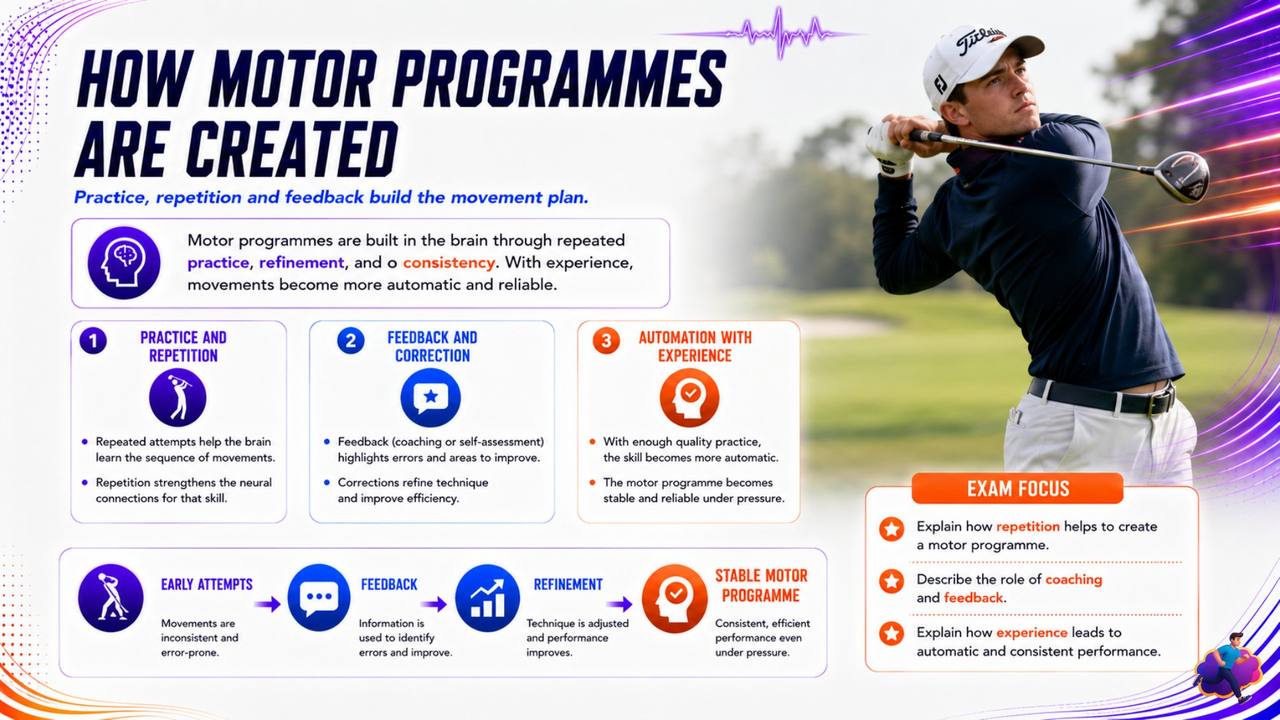 HOW MOTOR PROGRAMMES
ARE CREATED
Practice, repetition and feedback build the movement plan.
Motor programmes are built in the brain through repeated
practice, refinement, and o consistency. With experience,
movements become more automatic and reliable.
1
PRACTICE AND
REPETITION
Repeated attempts help the brain
learn the sequence of movements.
Repetition strengthens the neural
connections for that skill.
2
FEEDBACK AND
CORRECTION
Feedback (coaching or self-assessment)
highlights errors and areas to improve.
Corrections refine technique
and improve efficiency.
3
AUTOMATION WITH
EXPERIENCE
With enough quality practice,
the skill becomes more automatic.
The motor programme becomes
stable and reliable under pressure.
EARLY ATTEMPTS
Movements are
inconsistent and
error-prone.
FEEDBACK
Information is
used to identify
errors and improve.
REFINEMENT
Technique is adjusted
and performance
improves.
STABLE MOTOR
PROGRAMME
Consistent, efficient
performance even
under pressure.
EXAM FOCUS
Explain how repetition helps to create
a motor programme.
Describe the role of coaching
and feedback.
Explain how experience leads to
automatic and consistent performance.
Titleist
FJ